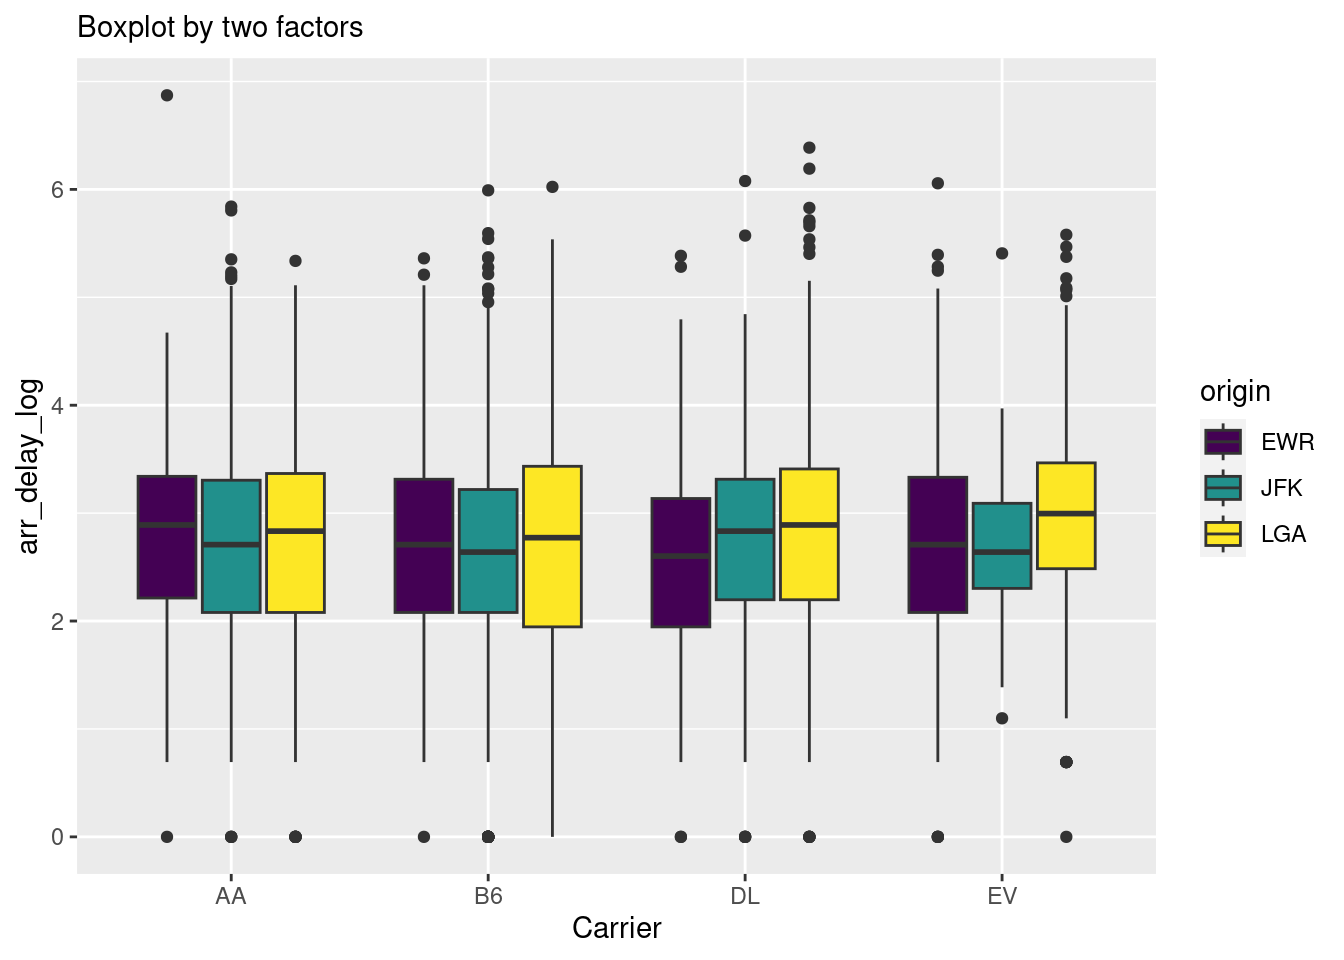 Boxplot by two factors
6
4
2
0
arr_delay_log
AA B6 DL EV
Carrier
origin
EWR
JFK
LGA